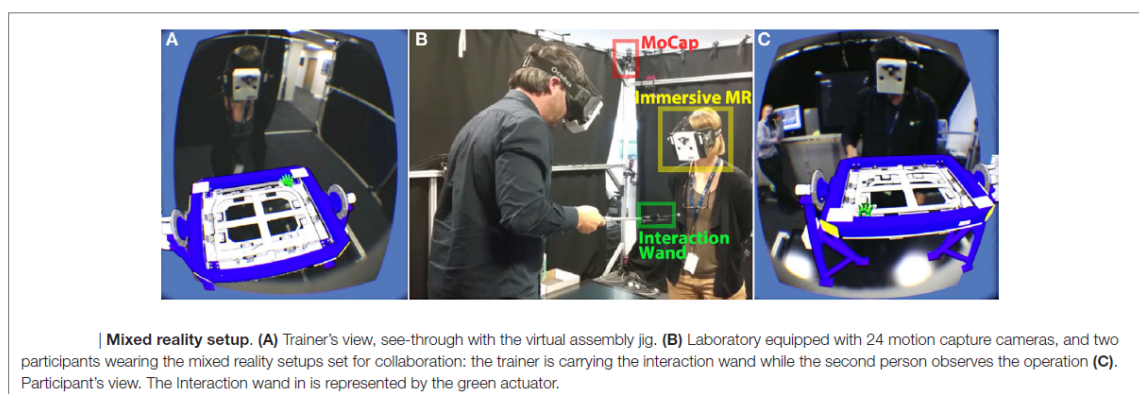 A
B
C
MoCap
Immersive MR
Oculus
Interaction
Wand
| Mixed reality setup. (A) Trainer's view, see-through with the virtual assembly jig. (B) Laboratory equipped with 24 motion capture cameras, and two
participants wearing the mixed reality setups set for collaboration: the trainer is carrying the interaction wand while the second person observes the operation (C).
Participant's view. The Interaction wand in is represented by the green actuator.